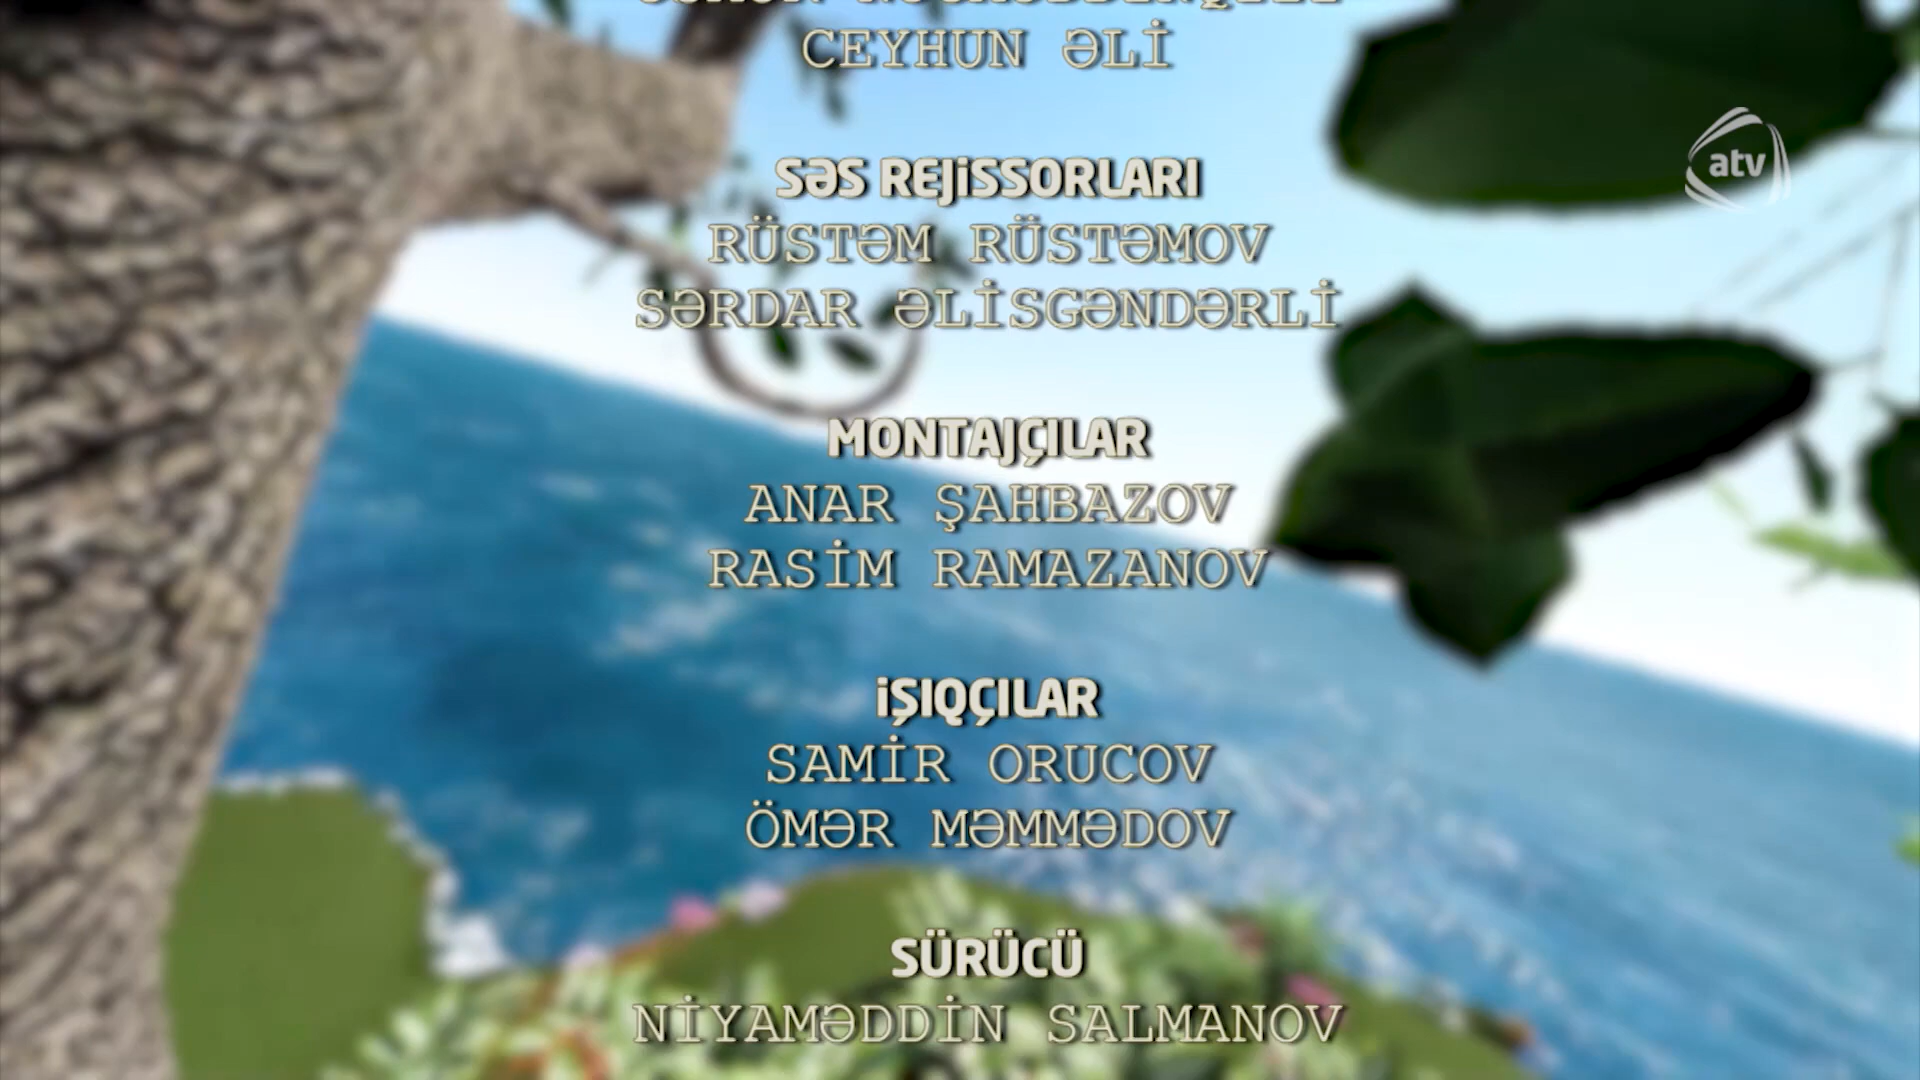 CEYHUN ƏLİ
SƏS REJİSSORLARI
RÜSTƏM RÜSTƏMOV
SƏRDAR ƏLİSGƏNDƏRLİ
MONTAJÇILAR
ANAR ŞAHBAZOV
RASİM RAMAZANOV
İŞIQÇILAR
SAMİR ORUCOV
ÖMƏR MƏMMƏDOV
SÜRÜCÜ
NİYAMƏDDİN SALMANOV
atv